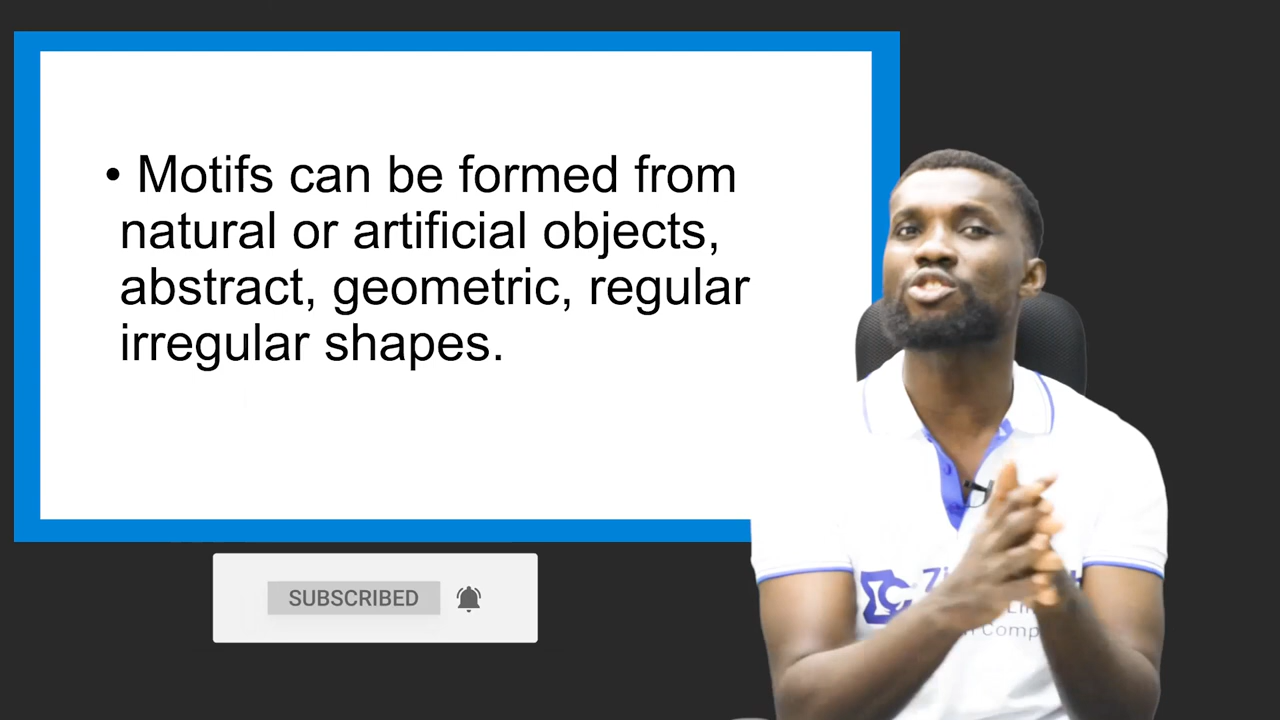 • Motifs can be formed from
natural or artificial objects,
abstract, geometric, regular
irregular shapes.
SUBSCRIBED